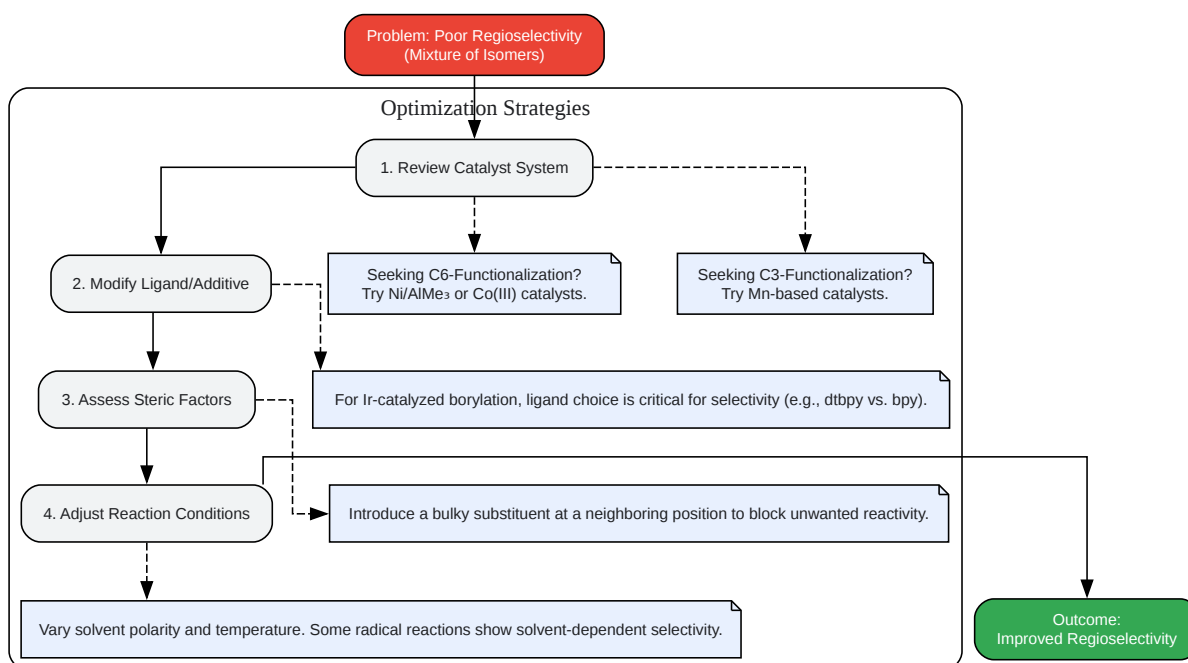 Problem: Poor Regioselectivity
(Mixture of Isomers)
Optimization Strategies
1. Review Catalyst System
2. Modify Ligand/Additive
Seeking C6-Functionalization?
Try Ni/AlMe₃ or Co(III) catalysts.
Seeking C3-Functionalization?
Try Mn-based catalysts.
3. Assess Steric Factors
For Ir-catalyzed borylation, ligand choice is critical for selectivity (e.g., dtbpy vs. bpy).
4. Adjust Reaction Conditions
Introduce a bulky substituent at a neighboring position to block unwanted reactivity.
Vary solvent polarity and temperature. Some radical reactions show solvent-dependent selectivity.
Outcome:
Improved Regioselectivity